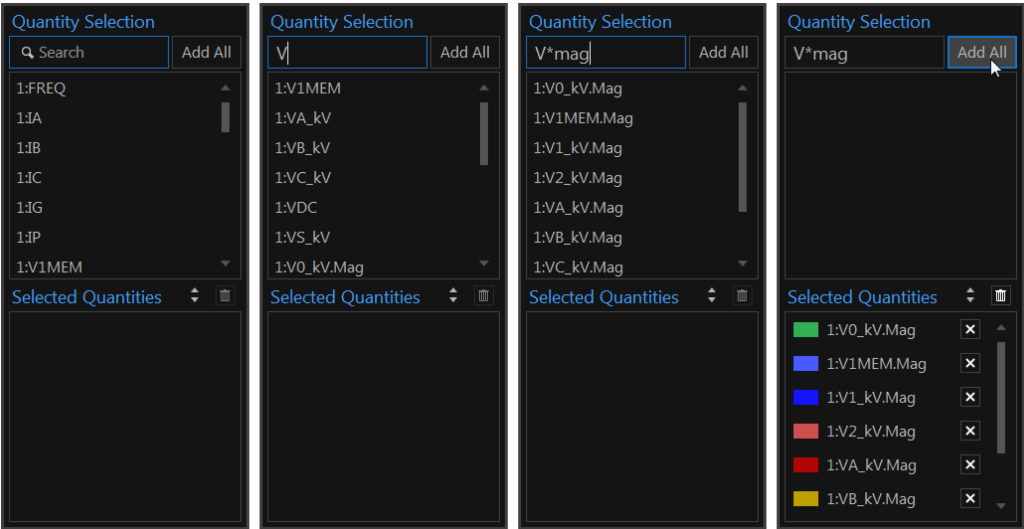 Quantity Selection
Search
Add All
1:FREQ
1:IA
1:IB
1:IC
1:IG
1:IP
1:V1MEM
Selected Quantities
Quantity Selection
V
Add All
1:V1MEM
1:VA_kV
1:VB_kV
1:VC_kV
1:VDC
1:VS_kV
1:V0_kV.Mag
Selected Quantities
Quantity Selection
V*mag
Add All
1:V0_kV.Mag
1:V1MEM.Mag
1:V1_kV.Mag
1:V2_kV.Mag
1:VA_kV.Mag
1:VB_kV.Mag
1:VC_kV.Mag
Selected Quantities
Quantity Selection
V*mag
Add All
Selected Quantities
1:V0_kV.Mag
1:V1MEM.Mag
1:V1_kV.Mag
1:V2_kV.Mag
1:VA_kV.Mag
1:VB_kV.Mag